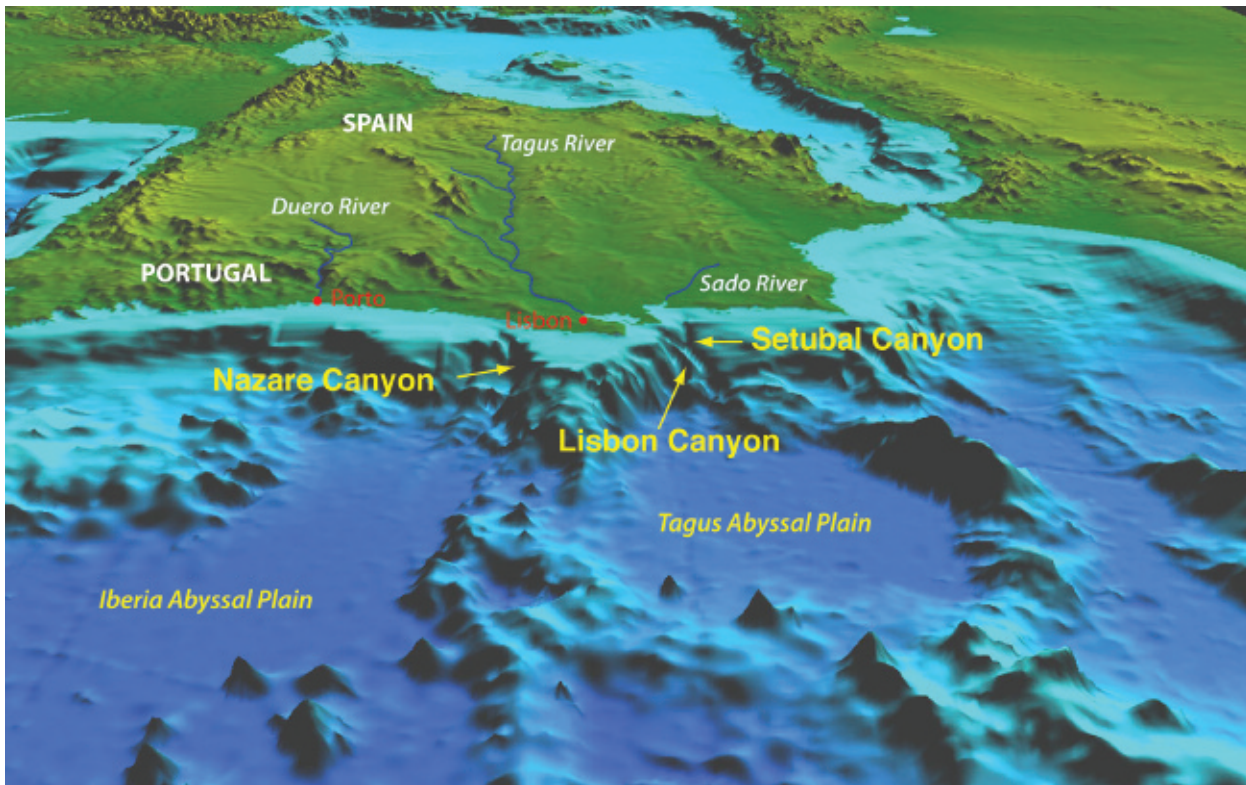 SPAIN
Tagus River
Duero River
PORTUGAL
Sado River
Porto
Lisbon
Setubal Canyon
Nazare Canyon
Lisbon Canyon
Tagus Abyssal Plain
Iberia Abyssal Plain